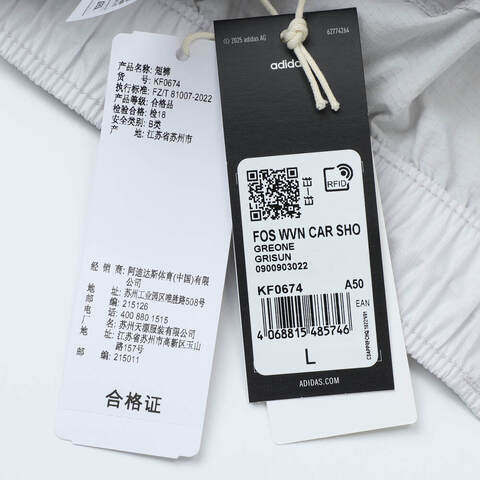 产品名称: 短裤
货 号: KF0674
执行标准: FZ/T 81007-2022
产品等级: 合格品
检验合格: 检18
安全类别: B类
产 地: 江苏省苏州市
经 销 商: 阿迪达斯体育(中国)有限
公司
地 址: 苏州工业园区唯胜路508号
邮 编: 215126
电 话: 400 880 1515
厂 名: 苏州天源服装有限公司
地 址: 江苏省苏州市高新区玉山
路157号
邮 编: 215011
合格证
© 2025 adidas AG
62774264
adidas
RFID
FOS WVN CAR SHO
GREONE
GRISUN
0900903022
KF0674 A50
EAN
4 068815 485746
L
ADIDAS.COM